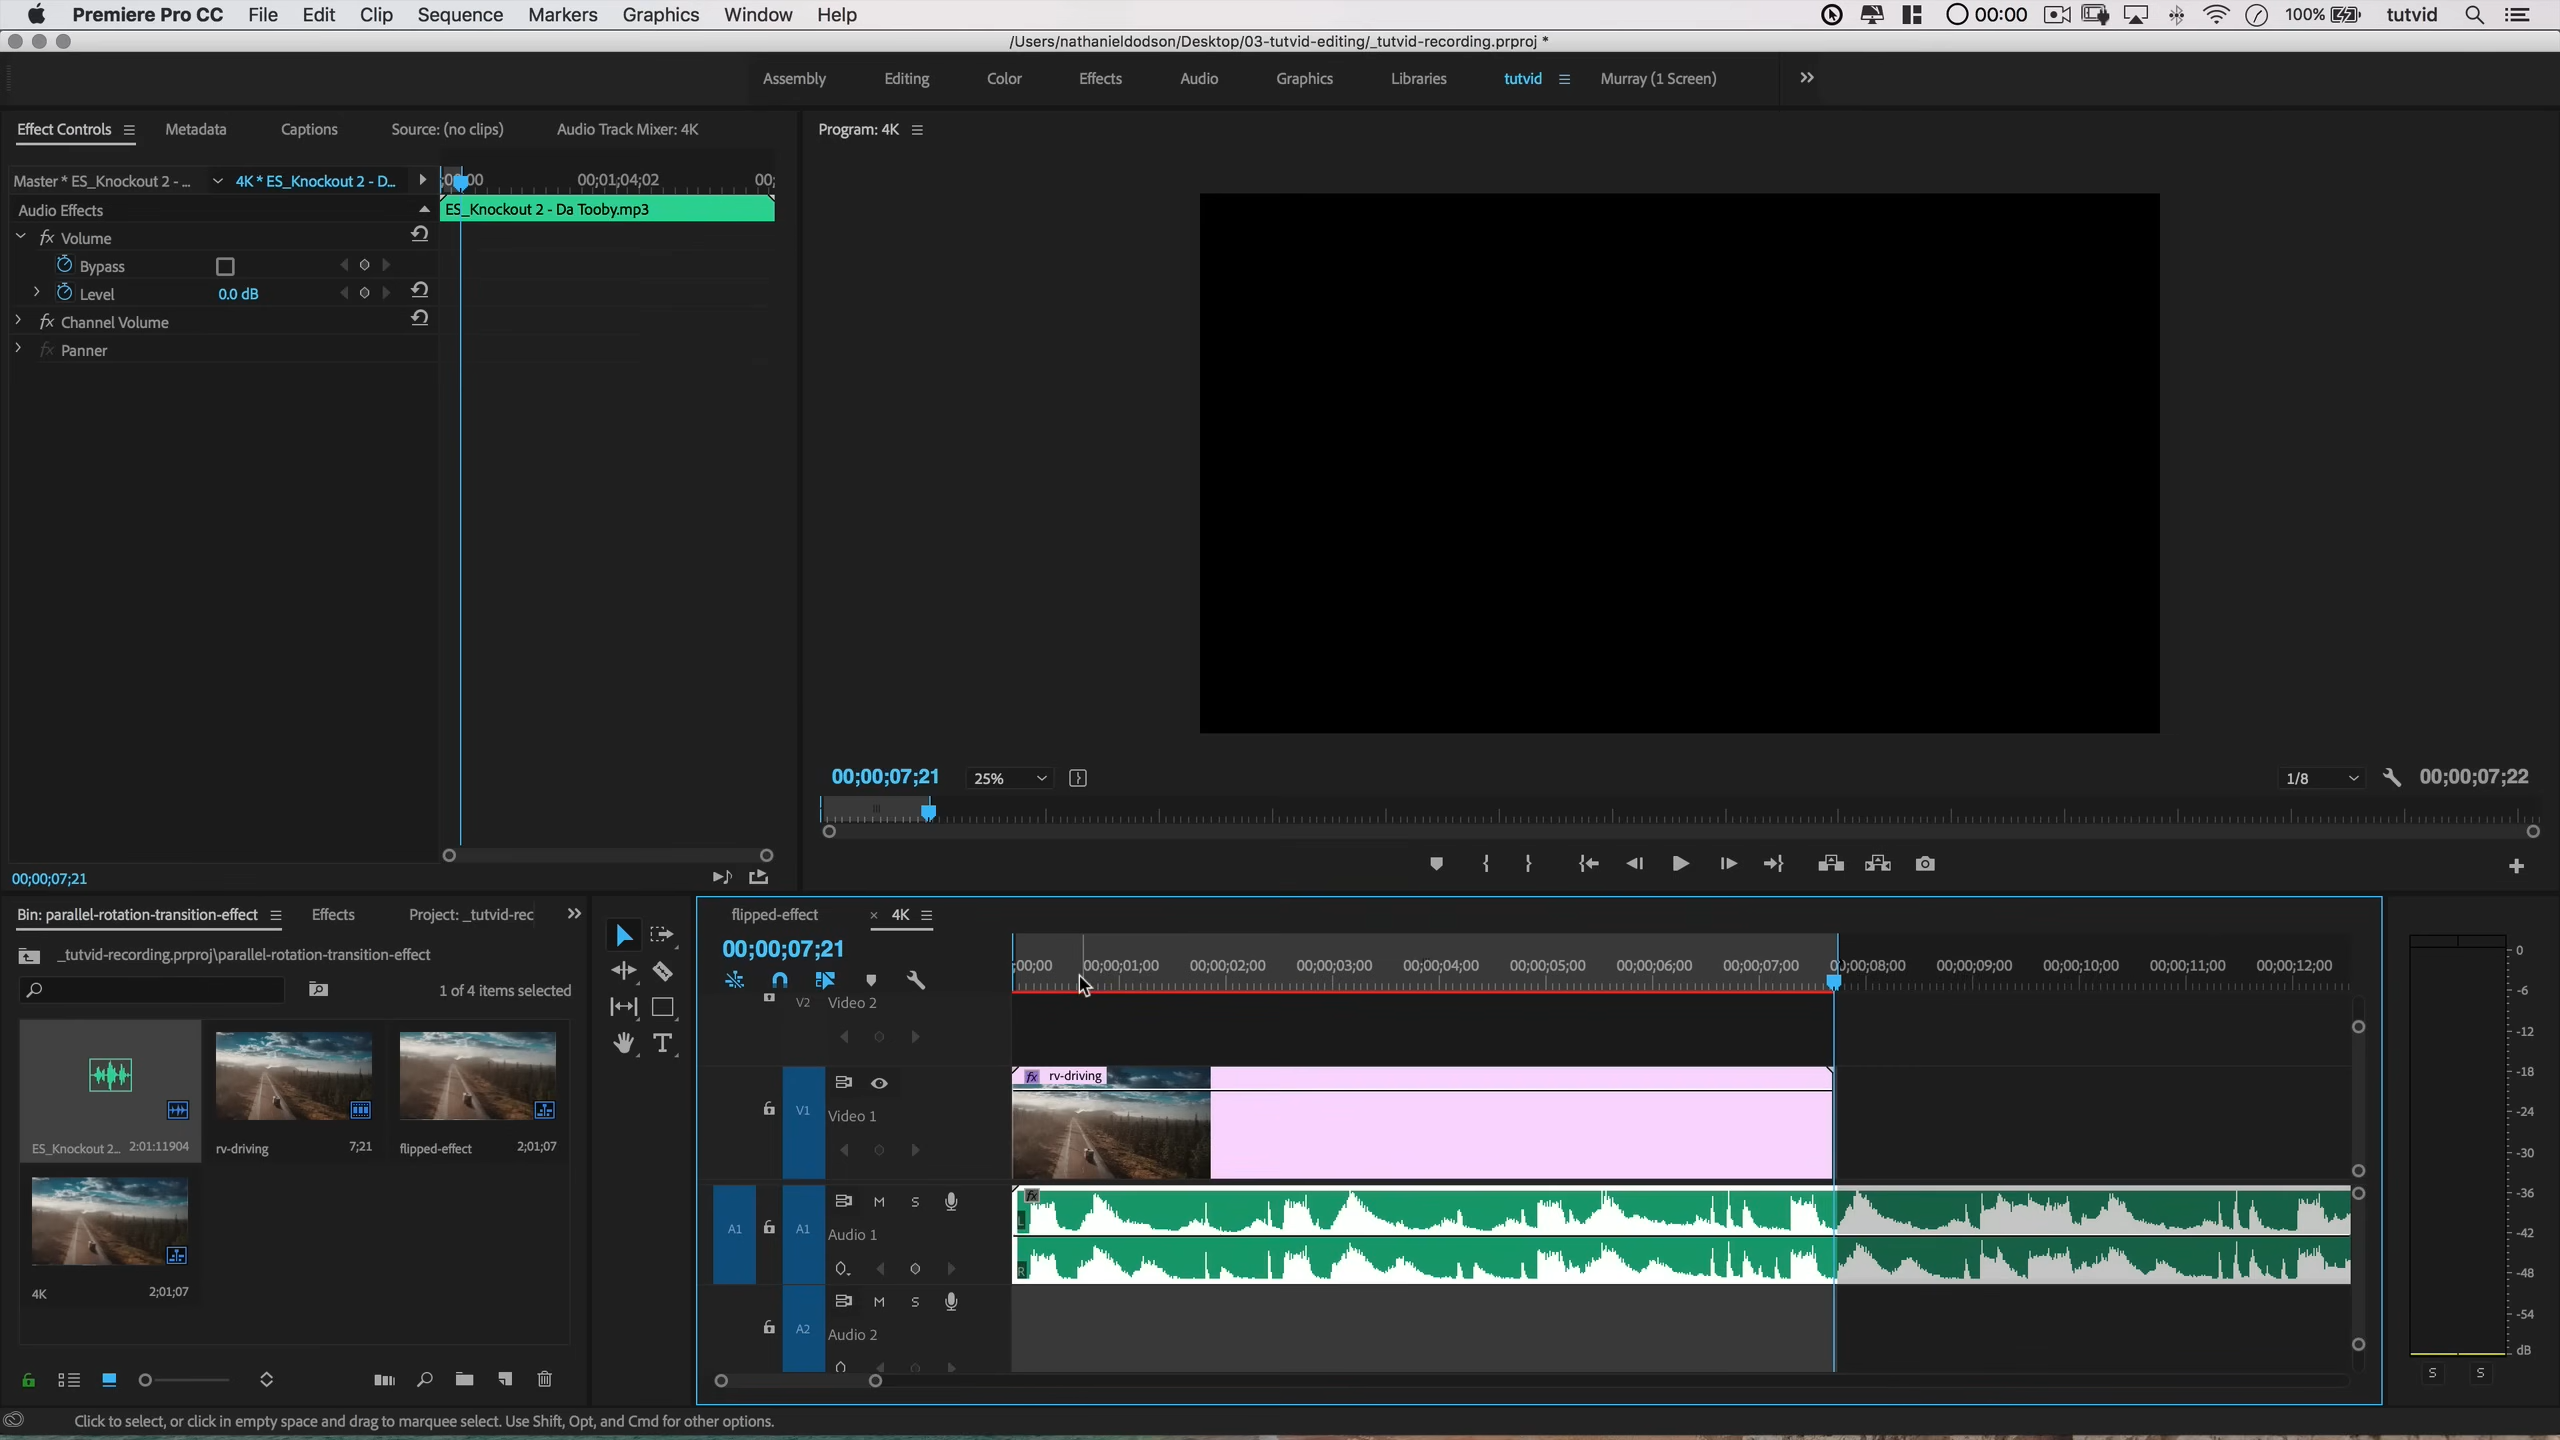 Premiere Pro CC File Edit Clip Sequence Markers Graphics Window Help 00:00 100% tutvid
/Users/nathanieldodson/Desktop/03-tutvid-editing/_tutvid-recording.prproj *
Assembly Editing Color Effects Audio Graphics Libraries tutvid Murray (1 Screen)
Effect Controls Metadata Captions Source: (no clips) Audio Track Mixer: 4K
Master * ES_Knockout 2 - ... 4K * ES_Knockout 2 - D... ;00;00 00;01;04;02 00;
Audio Effects ES_Knockout 2 - Da Tooby.mp3
fx Volume
Bypass
Level 0.0 dB
fx Channel Volume
fx Panner
00;00;07;21
Program: 4K
00;00;07;21 25% 1/8 00;00;07;22
Bin: parallel-rotation-transition-effect Effects Project: _tutvid-rec
_tutvid-recording.prproj\parallel-rotation-transition-effect
1 of 4 items selected
ES_Knockout 2... 2:01:11904
rv-driving 7;21
flipped-effect 2;01;07
4K 2;01;07
T
flipped-effect × 4K
00;00;07;21
;00;00 00;00;01;00 00;00;02;00 00;00;03;00 00;00;04;00 00;00;05;00 00;00;06;00 00;00;07;00 00;00;08;00 00;00;09;00 00;00;10;00 00;00;11;00 00;00;12;00
V2 Video 2
fx rv-driving
V1 Video 1
A1 A1 M S Audio 1
fx
L
R
A2 M S Audio 2
0
-6
-12
-18
-24
-30
-36
-42
-48
-54
dB
S S
Click to select, or click in empty space and drag to marquee select. Use Shift, Opt, and Cmd for other options.